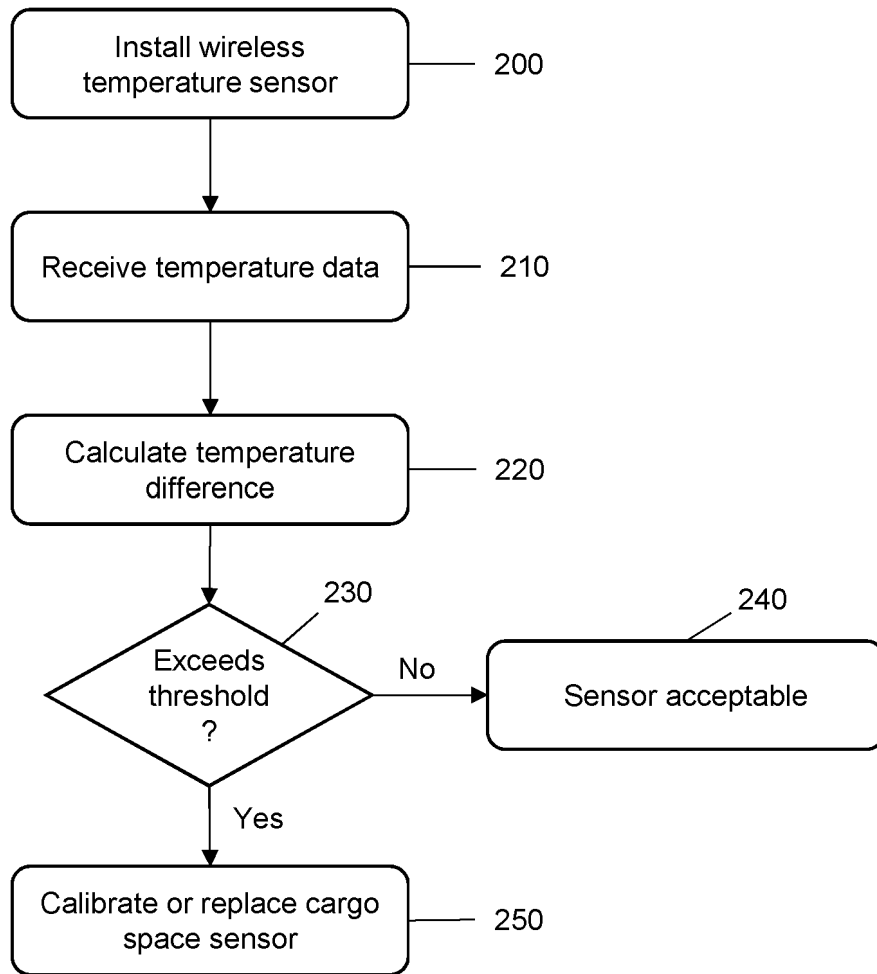 Install wireless
temperature sensor
200
Receive temperature data
210
Calculate temperature
difference
220
230
Exceeds
threshold
?
No
240
Sensor acceptable
Yes
Calibrate or replace cargo
space sensor
250